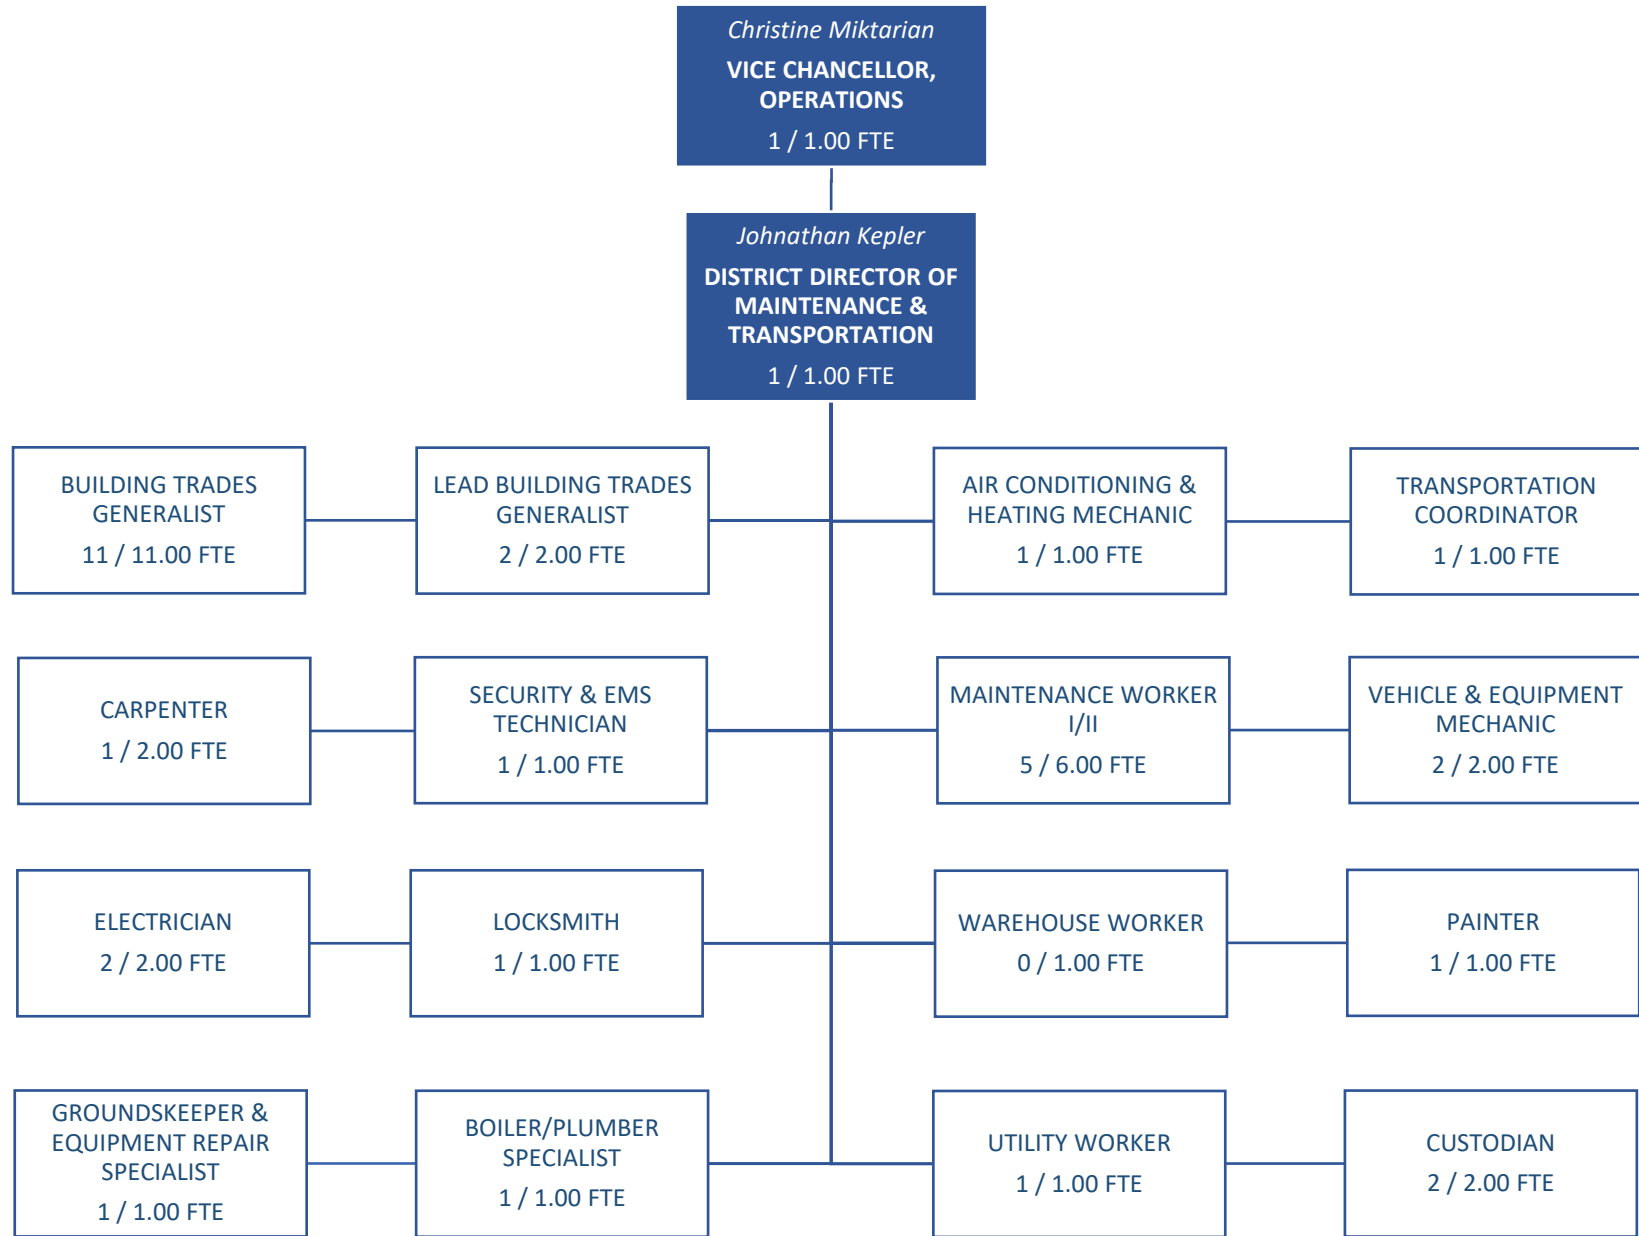 Christine Miktarian
VICE CHANCELLOR,
OPERATIONS
1 / 1.00 FTE
Johnathan Kepler
DISTRICT DIRECTOR OF
MAINTENANCE &
TRANSPORTATION
1 / 1.00 FTE
BUILDING TRADES
GENERALIST
11 / 11.00 FTE
LEAD BUILDING TRADES
GENERALIST
2 / 2.00 FTE
AIR CONDITIONING &
HEATING MECHANIC
1 / 1.00 FTE
TRANSPORTATION
COORDINATOR
1 / 1.00 FTE
CARPENTER
1 / 2.00 FTE
SECURITY & EMS
TECHNICIAN
1 / 1.00 FTE
MAINTENANCE WORKER
I/II
5 / 6.00 FTE
VEHICLE & EQUIPMENT
MECHANIC
2 / 2.00 FTE
ELECTRICIAN
2 / 2.00 FTE
LOCKSMITH
1 / 1.00 FTE
WAREHOUSE WORKER
0 / 1.00 FTE
PAINTER
1 / 1.00 FTE
GROUNDSKEEPER &
EQUIPMENT REPAIR
SPECIALIST
1 / 1.00 FTE
BOILER/PLUMBER
SPECIALIST
1 / 1.00 FTE
UTILITY WORKER
1 / 1.00 FTE
CUSTODIAN
2 / 2.00 FTE